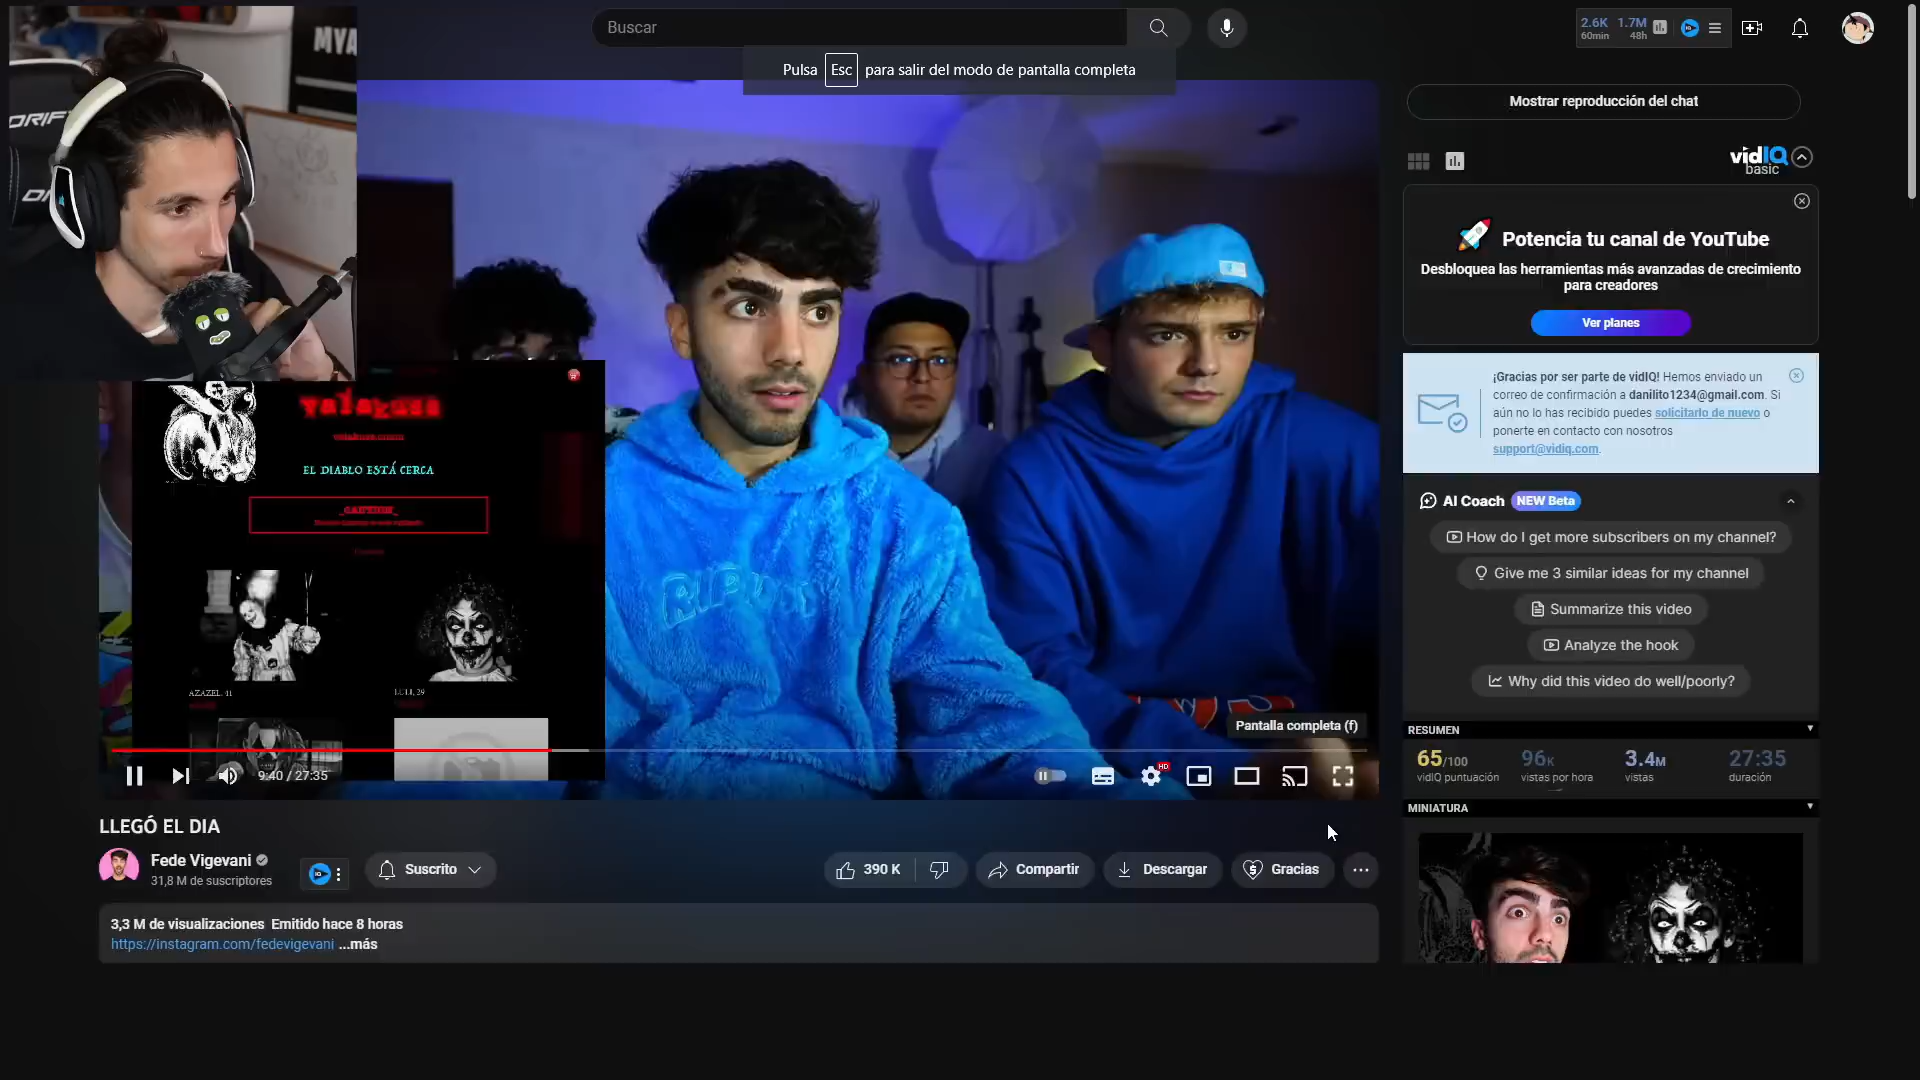 Buscar
Pulsa Esc para salir del modo de pantalla completa
2.6K 1.7M
60min 48h
MYA
DRIF
Mostrar reproducción del chat
vidIQ
basic
Potencia tu canal de YouTube
Desbloquea las herramientas más avanzadas de crecimiento
para creadores
Ver planes
¡Gracias por ser parte de vidIQ! Hemos enviado un
correo de confirmación a danilito1234@gmail.com. Si
aún no lo has recibido puedes solicitarlo de nuevo o
ponerte en contacto con nosotros
support@vidiq.com.
AI Coach NEW Beta
How do I get more subscribers on my channel?
Give me 3 similar ideas for my channel
Summarize this video
Analyze the hook
Why did this video do well/poorly?
RESUMEN
65/100 96K 3.4M 27:35
vidIQ puntuación vistas por hora vistas duración
MINIATURA
EL DIABLO ESTÁ CERCA
AZAZEL, 41
Pantalla completa (f)
HD
9:40 / 27:35
LLEGÓ EL DIA
Fede Vigevani
31,8 M de suscriptores
Suscrito
390 K
Compartir
Descargar
Gracias
3,3 M de visualizaciones Emitido hace 8 horas
https://instagram.com/fedevigevani ...más